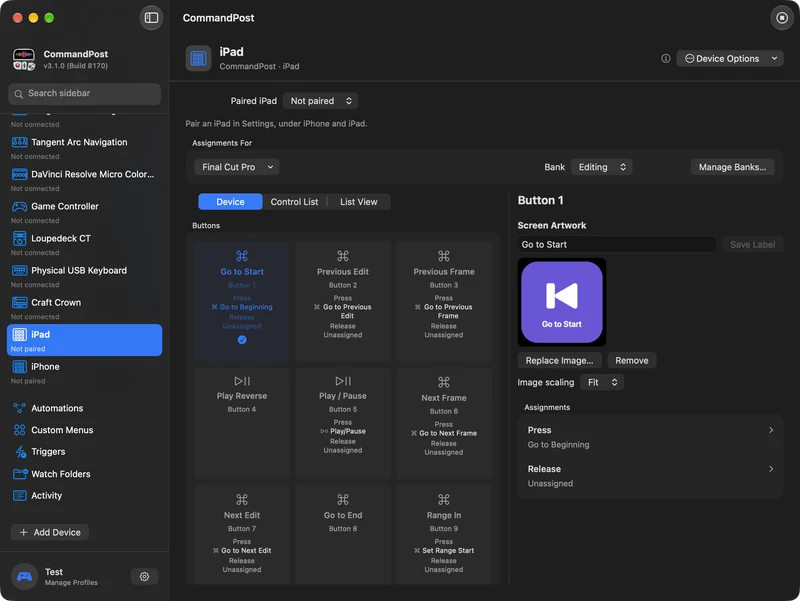 CommandPost
CommandPost
v3.1.0 (Build 8170)
Search sidebar
Not connected
Tangent Arc Navigation
Not connected
DaVinci Resolve Micro Color...
Not connected
Game Controller
Not connected
Loupedeck CT
Not connected
Physical USB Keyboard
Not connected
Craft Crown
Not connected
iPad
Not paired
iPhone
Not paired
Automations
Custom Menus
Triggers
Watch Folders
Activity
Add Device
Test
Manage Profiles
iPad
CommandPost · iPad
Device Options
Paired iPad
Not paired
Pair an iPad in Settings, under iPhone and iPad.
Assignments For
Final Cut Pro
Bank
Editing
Manage Banks...
Device
Control List
List View
Buttons
Go to Start
Button 1
Press
⌘ Go to Beginning
Release
Unassigned
Previous Edit
Button 2
Press
⌘ Go to Previous
Edit
Release
Unassigned
Previous Frame
Button 3
Press
⌘ Go to Previous
Frame
Release
Unassigned
Play Reverse
Button 4
Play / Pause
Button 5
Press
Play/Pause
Release
Unassigned
Next Frame
Button 6
Press
⌘ Go to Next Frame
Release
Unassigned
Next Edit
Button 7
Press
⌘ Go to Next Edit
Release
Unassigned
Go to End
Button 8
Range In
Button 9
Press
⌘ Set Range Start
Release
Unassigned
Button 1
Screen Artwork
Go to Start
Save Label
Go to Start
Replace Image...
Remove
Image scaling
Fit
Assignments
Press
Go to Beginning
Release
Unassigned